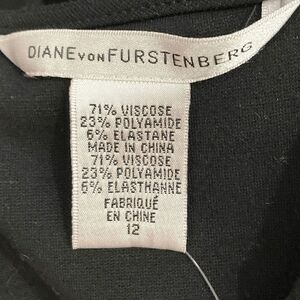 DIANE VON FURSTENBERG
71% VISCOSE
23% POLYAMIDE
6% ELASTANE
MADE IN CHINA
71% VISCOSE
23% POLYAMIDE
6% ELASTHANNE
FABRIQUÉ
EN CHINE
12